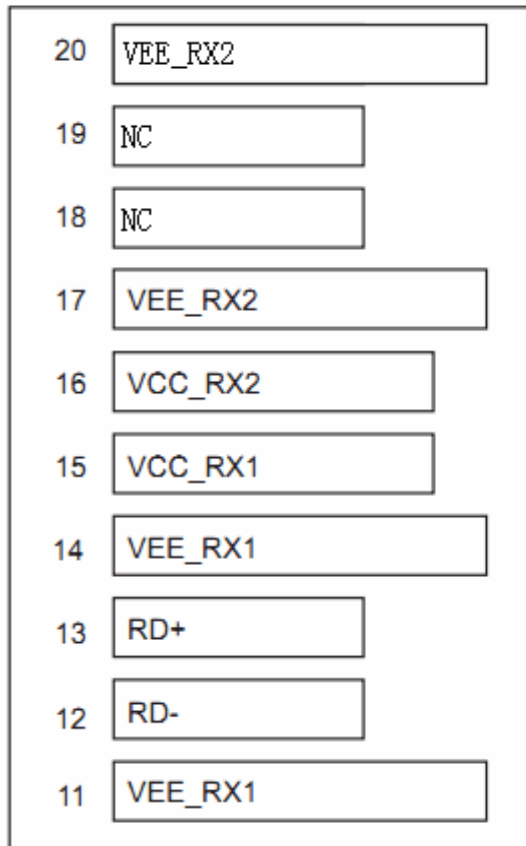 20 VEE_RX2
19 NC
18 NC
17 VEE_RX2
16 VCC_RX2
15 VCC_RX1
14 VEE_RX1
13 RD+
12 RD-
11 VEE_RX1